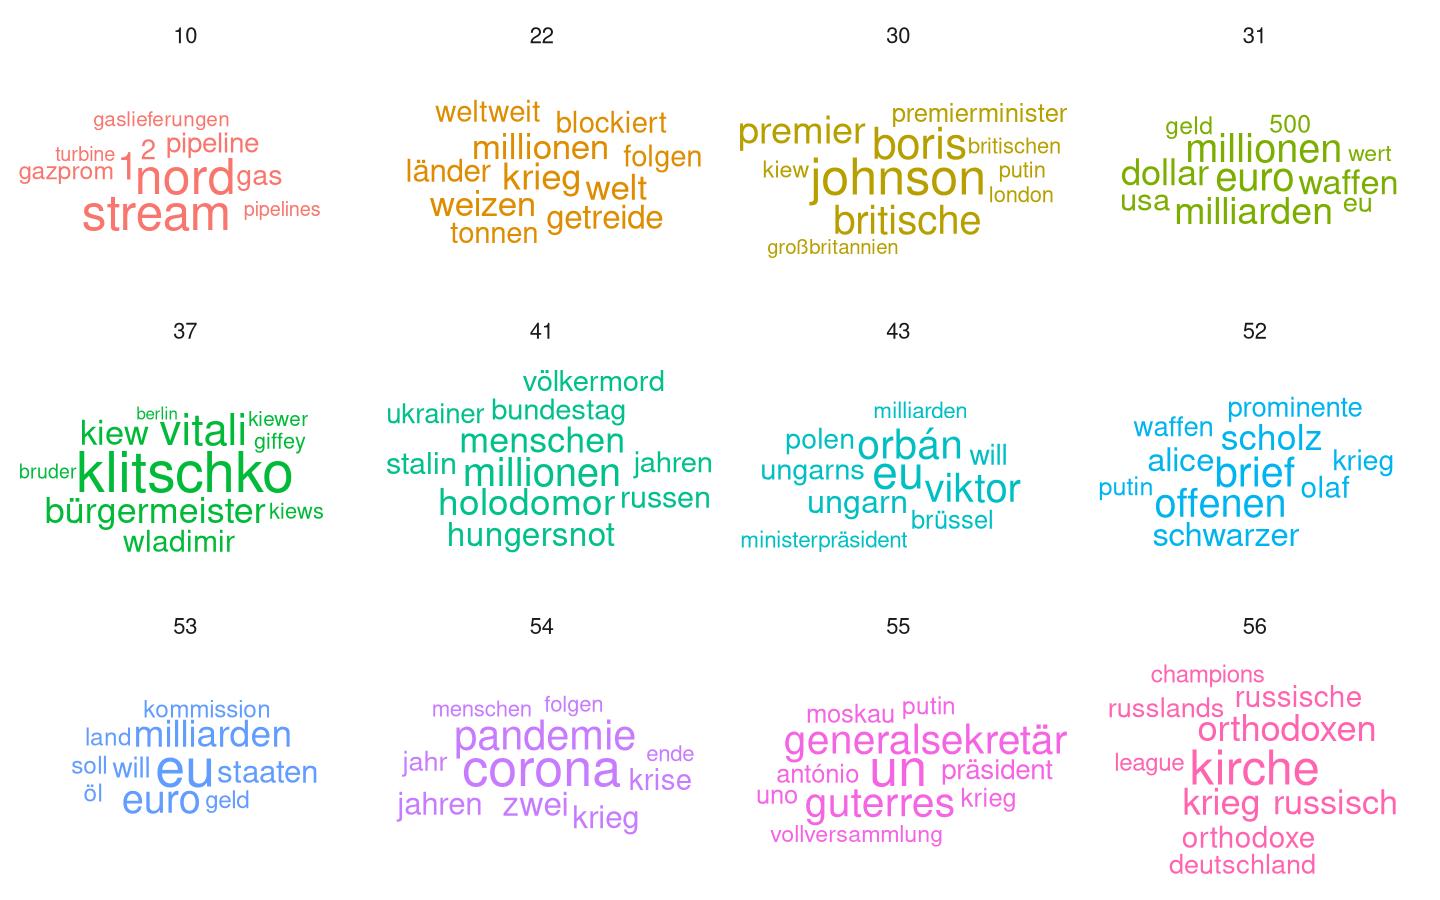 10
gaslieferungen
2 pipeline
turbine
gazprom 1 nord gas
stream pipelines
22
weltweit blockiert
millionen folgen
länder krieg welt
weizen getreide
tonnen
30
premierminister
premier boris britischen
kiew johnson putin
london
britische
großbritannien
31
geld 500
millionen wert
dollar euro waffen
usa milliarden eu
37
berlin
kiew vitali kiewer
giffey
bruder klitschko
bürgermeister kiews
wladimir
41
völkermord
ukrainer bundestag
menschen
stalin millionen jahren
holodomor russen
hungersnot
43
milliarden
polen orbán will
ungarns eu viktor
ungarn brüssel
ministerpräsident
52
prominente
waffen scholz
alice brief krieg
putin offenen olaf
schwarzer
53
kommission
land milliarden
soll will eu staaten
öl euro geld
54
menschen folgen
pandemie ende
jahr corona krise
jahren zwei krieg
55
moskau putin
generalsekretär
antónio un präsident
uno guterres krieg
vollversammlung
56
champions
russlands russische
orthodoxen
league kirche
krieg russisch
orthodoxe
deutschland